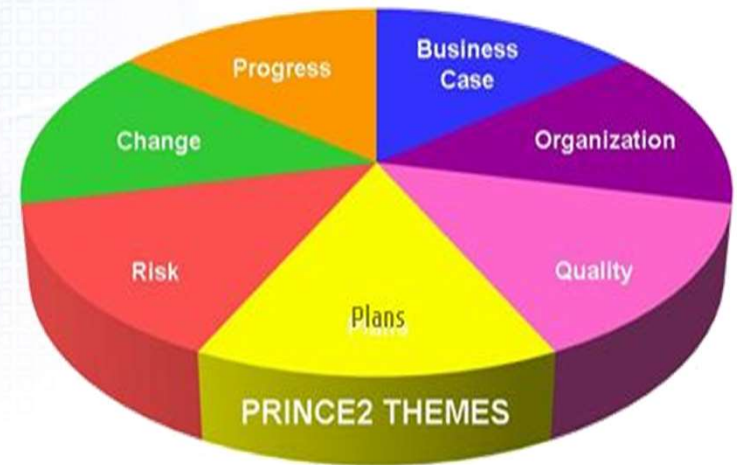 Business
Case
Progress
Organization
Change
Quality
Risk
Plans
PRINCE2 THEMES